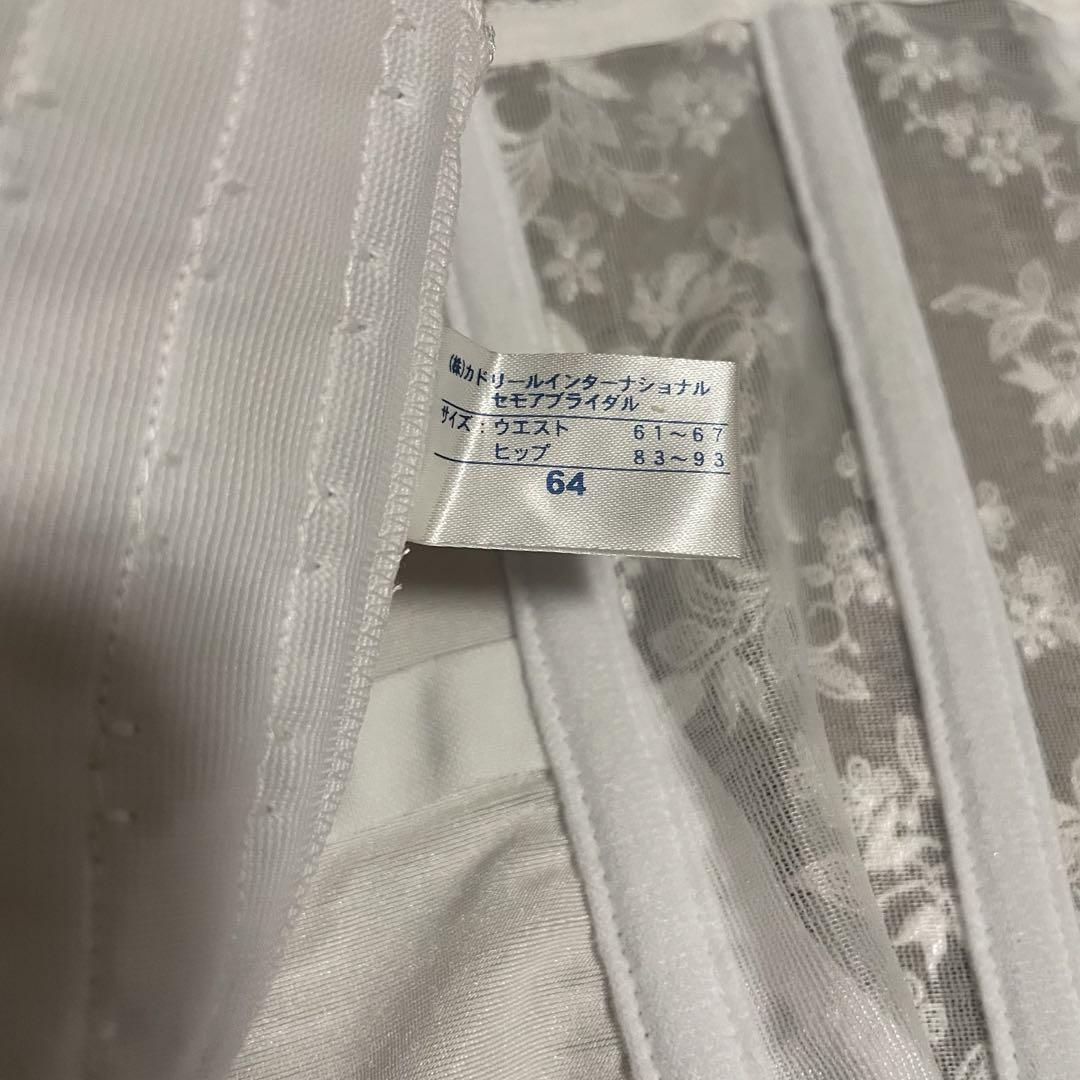 (株)カドリールインターナショナル
セモアブライダル
サイズ:ウエスト 61〜67
ヒップ 83〜93
64